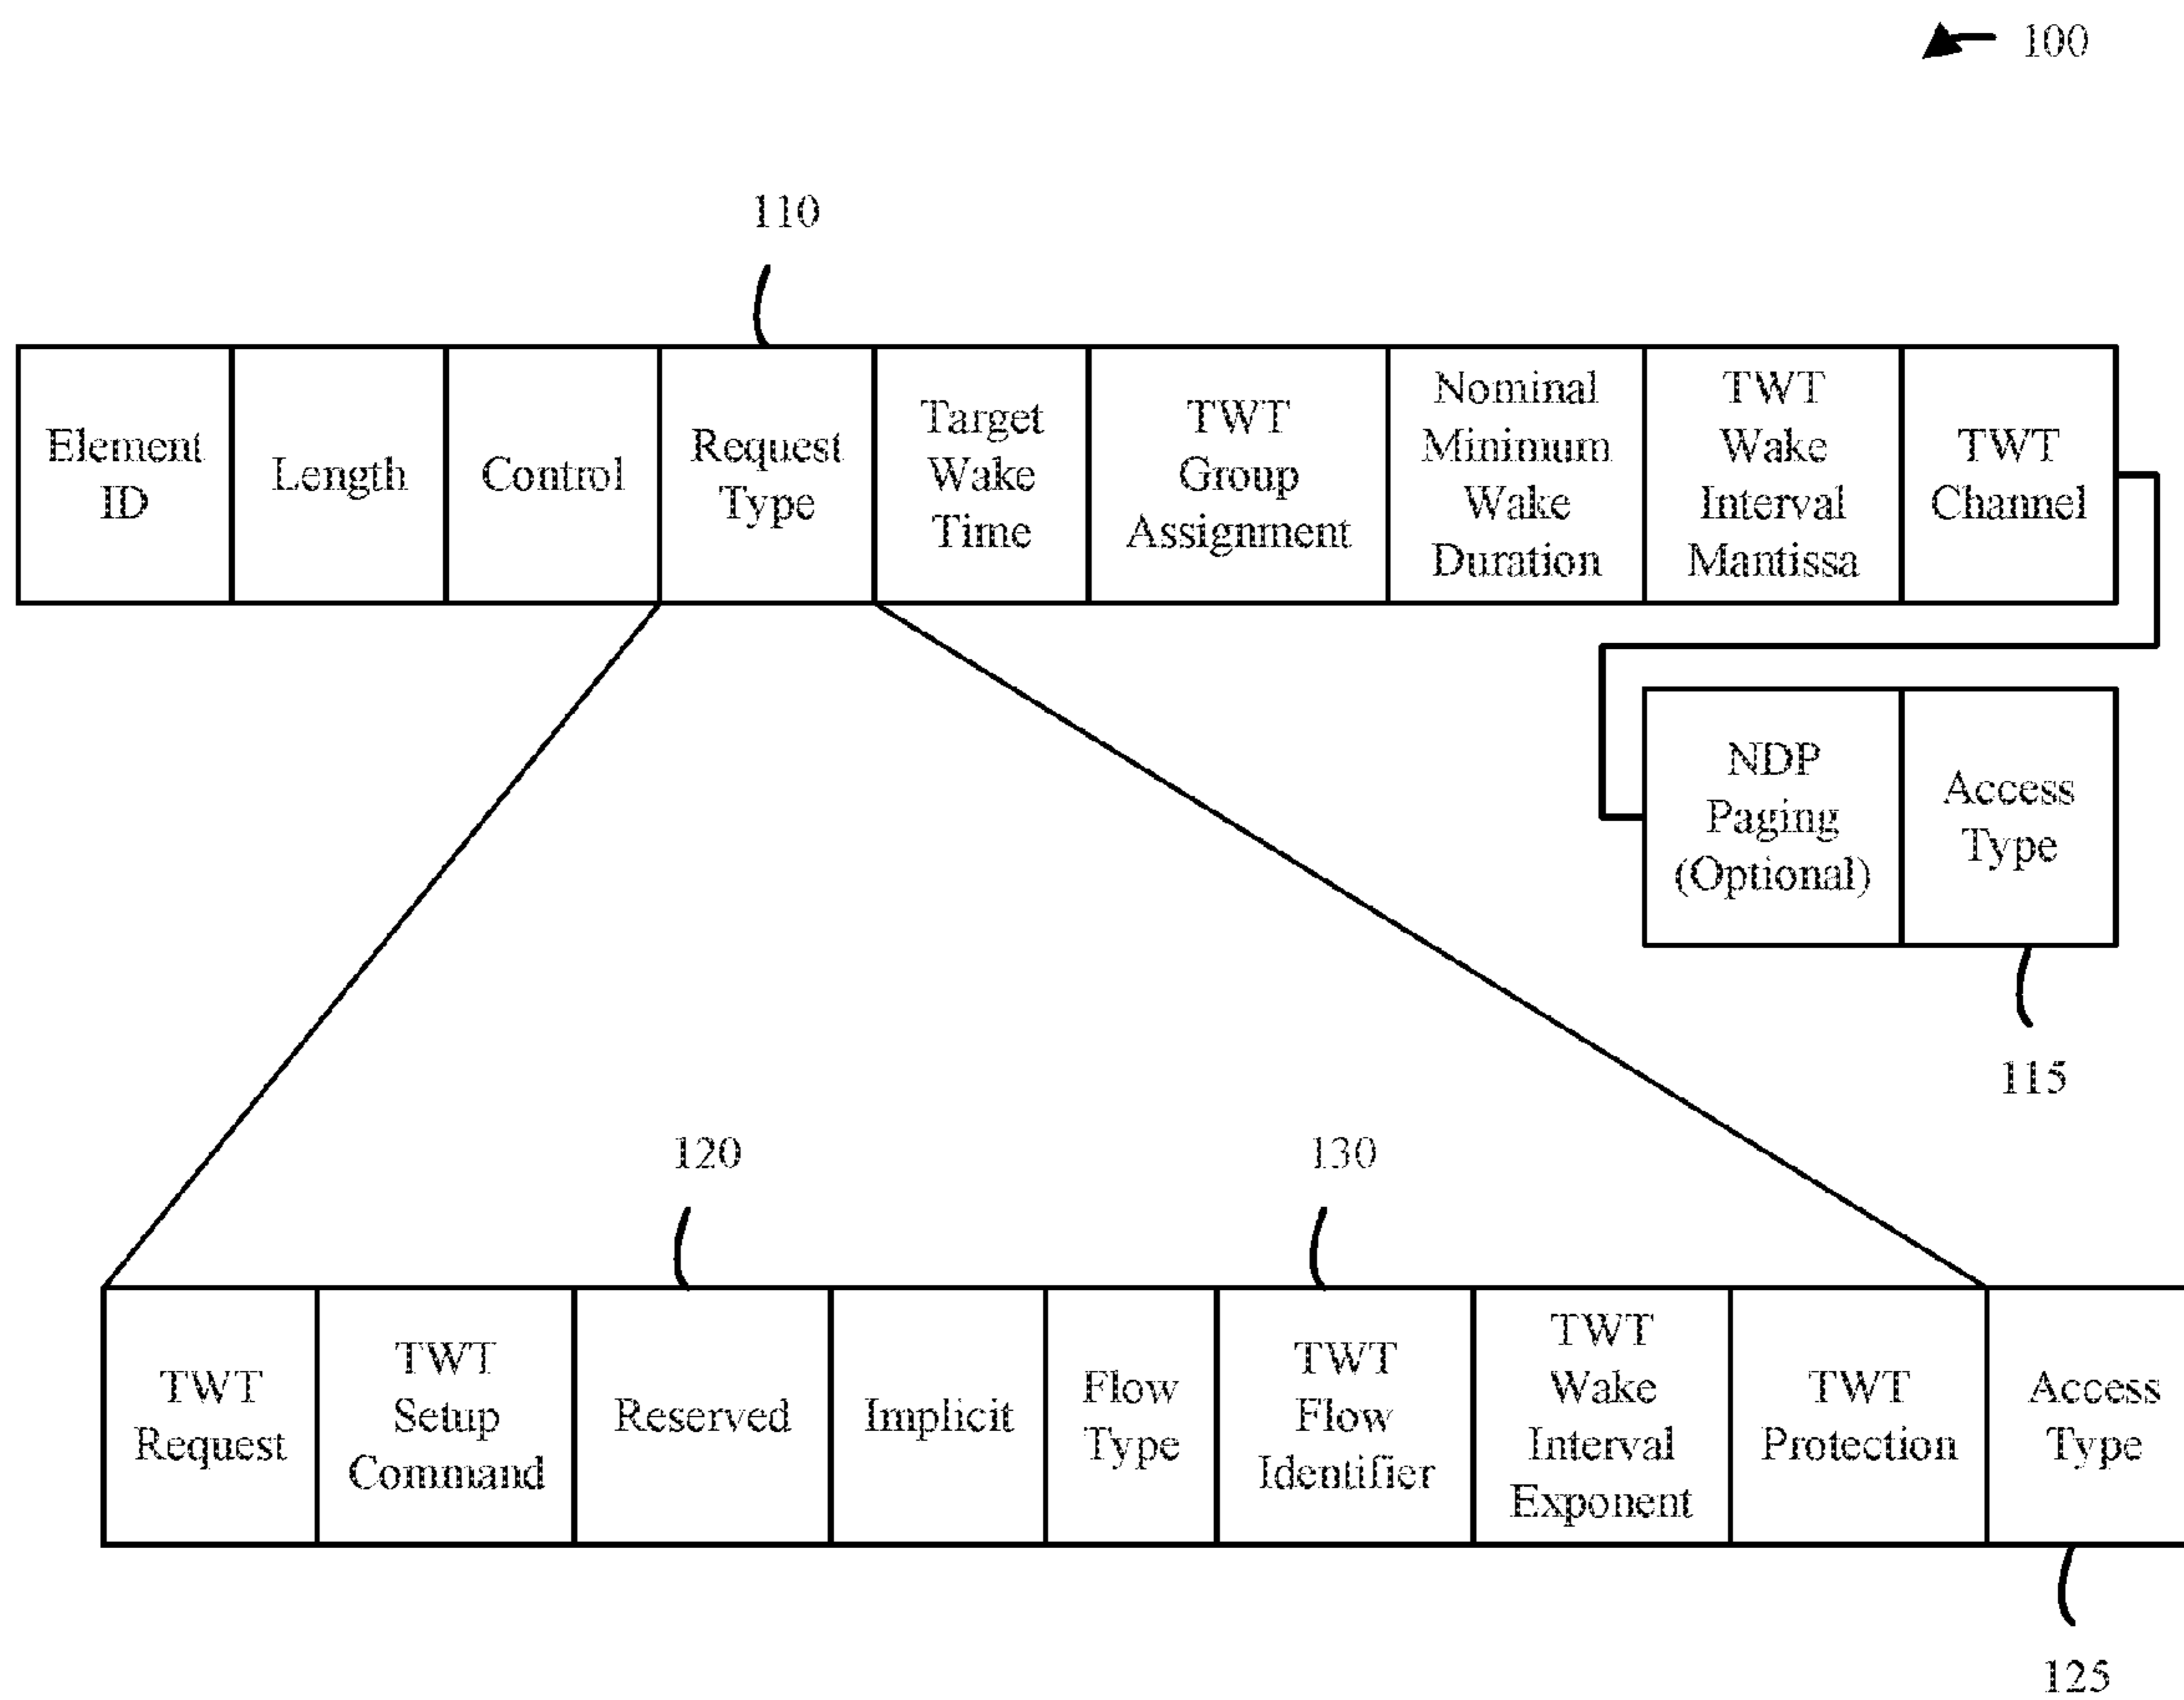 100
110
Element
ID
Length
Control
Request
Type
Target
Wake
Time
TWT
Group
Assignment
Nominal
Minimum
Wake
Duration
TWT
Wake
Interval
Mantissa
TWT
Channel
NDP
Paging
(Optional)
Access
Type
115
120
130
TWT
Request
TWT
Setup
Command
Reserved
Implicit
Flow
Type
TWT
Flow
Identifier
TWT
Wake
Interval
Exponent
TWT
Protection
Access
Type
125